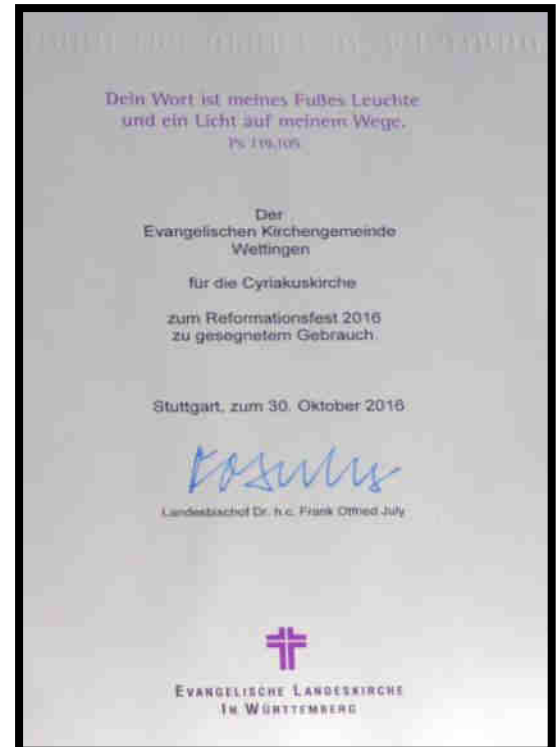 Dein Wort ist meines Fußes Leuchte
und ein Licht auf meinem Wege.
Ps 119,105
Der
Evangelischen Kirchengemeinde
Wettingen
für die Cyriakuskirche
zum Reformationsfest 2016
zu gesegnetem Gebrauch
Stuttgart, zum 30. Oktober 2016
Landesbischof Dr. h.c. Frank Otfried July
EVANGELISCHE LANDESKIRCHE
IN WÜRTTEMBERG